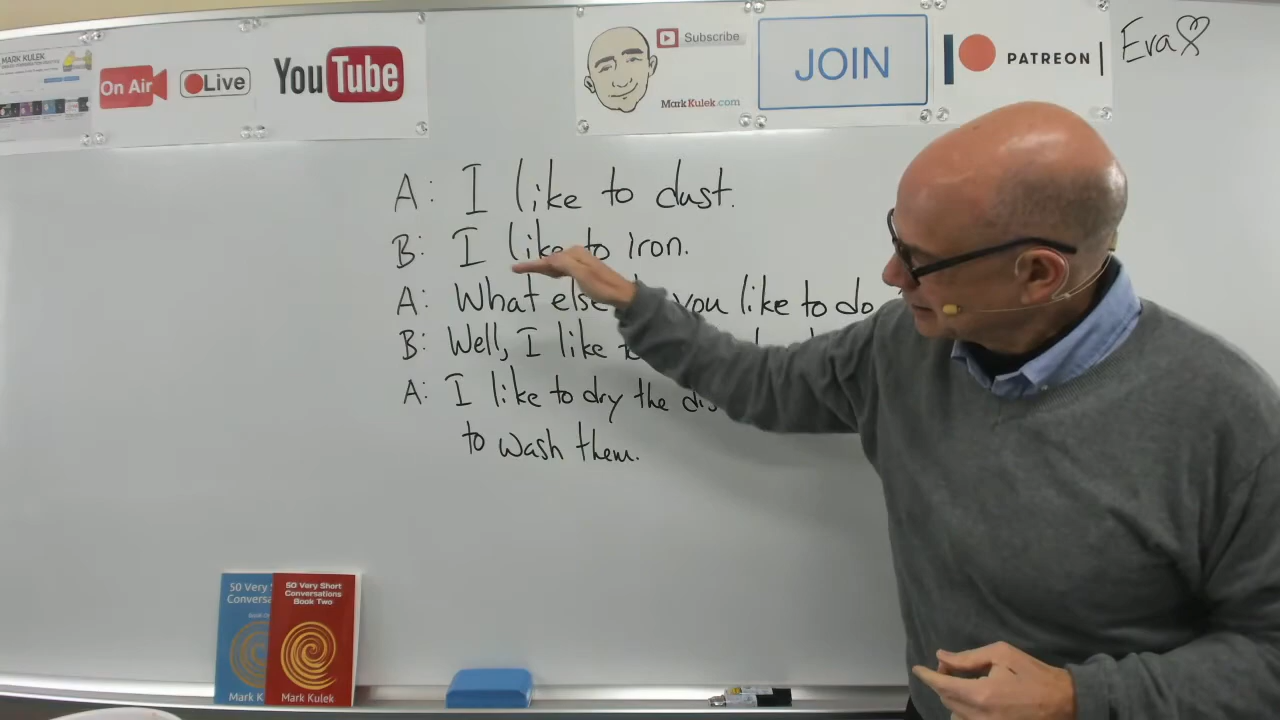 MARK KULEK
On Air
Live
YouTube
Subscribe
MarkKulek.com
JOIN
PATREON
Eva
A: I like to dust.
B: I like to iron.
A: What else you like to do
B: Well, I like
A: I like to dry the
to wash them.
50 Very
Conversa
Mark K
50 Very Short
Conversations
Book Two
Mark Kulek